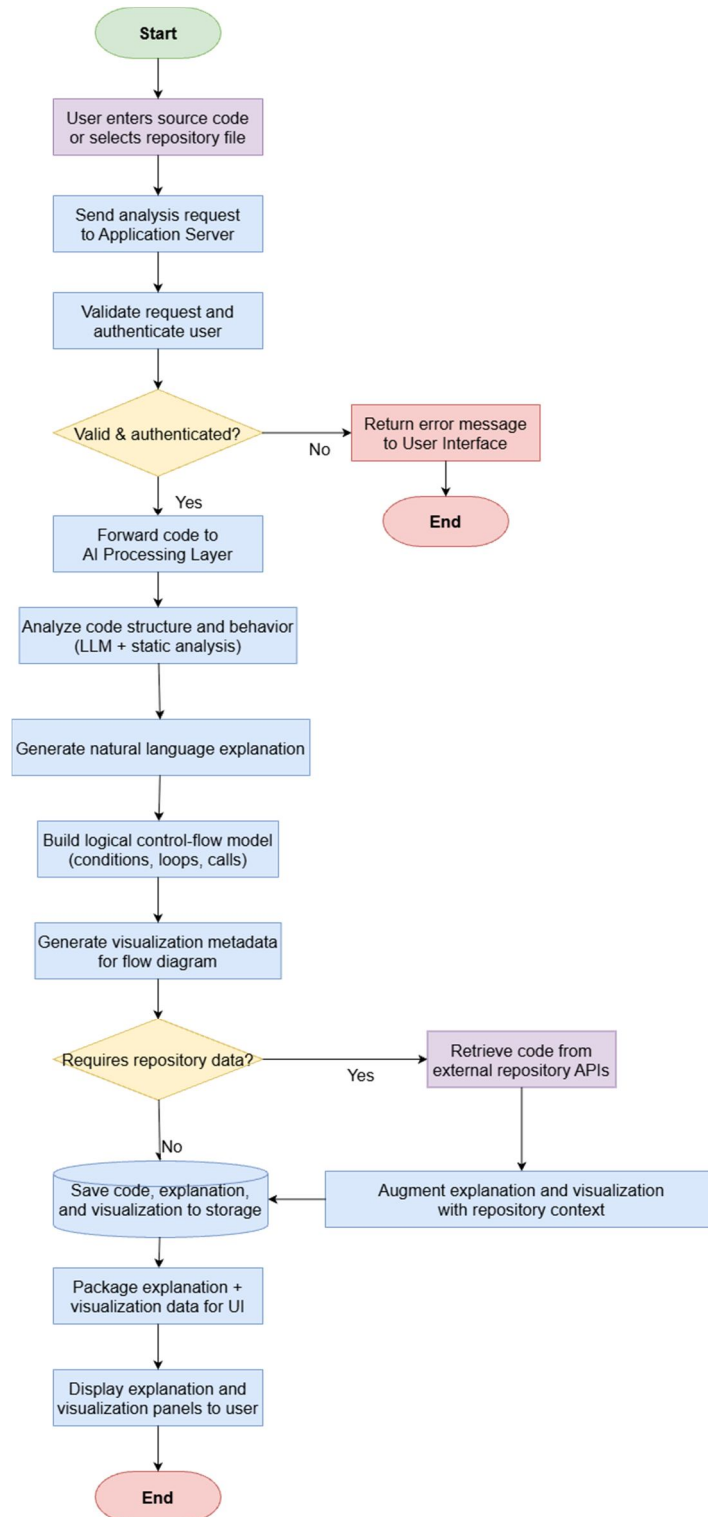 Start
User enters source code
or selects repository file
Send analysis request
to Application Server
Validate request and
authenticate user
Valid & authenticated?
No
Return error message
to User Interface
End
Yes
Forward code to
AI Processing Layer
Analyze code structure and behavior
(LLM + static analysis)
Generate natural language explanation
Build logical control-flow model
(conditions, loops, calls)
Generate visualization metadata
for flow diagram
Requires repository data?
Yes
Retrieve code from
external repository APIs
No
Save code, explanation,
and visualization to storage
Augment explanation and visualization
with repository context
Package explanation +
visualization data for UI
Display explanation and
visualization panels to user
End